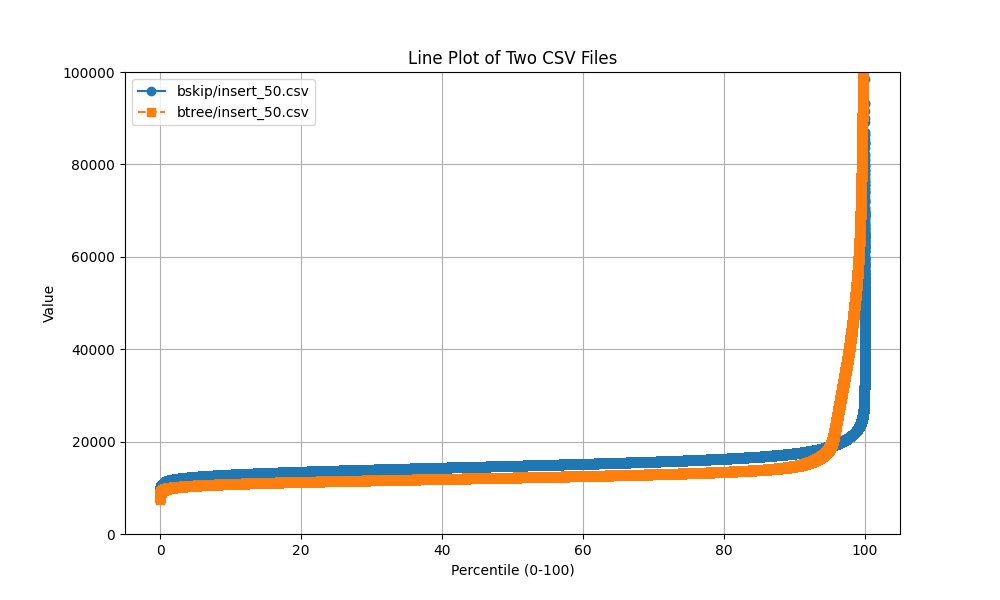 Line Plot of Two CSV Files
bskip/insert_50.csv
btree/insert_50.csv
Value
100000
80000
60000
40000
20000
0
0 20 40 60 80 100
Percentile (0-100)